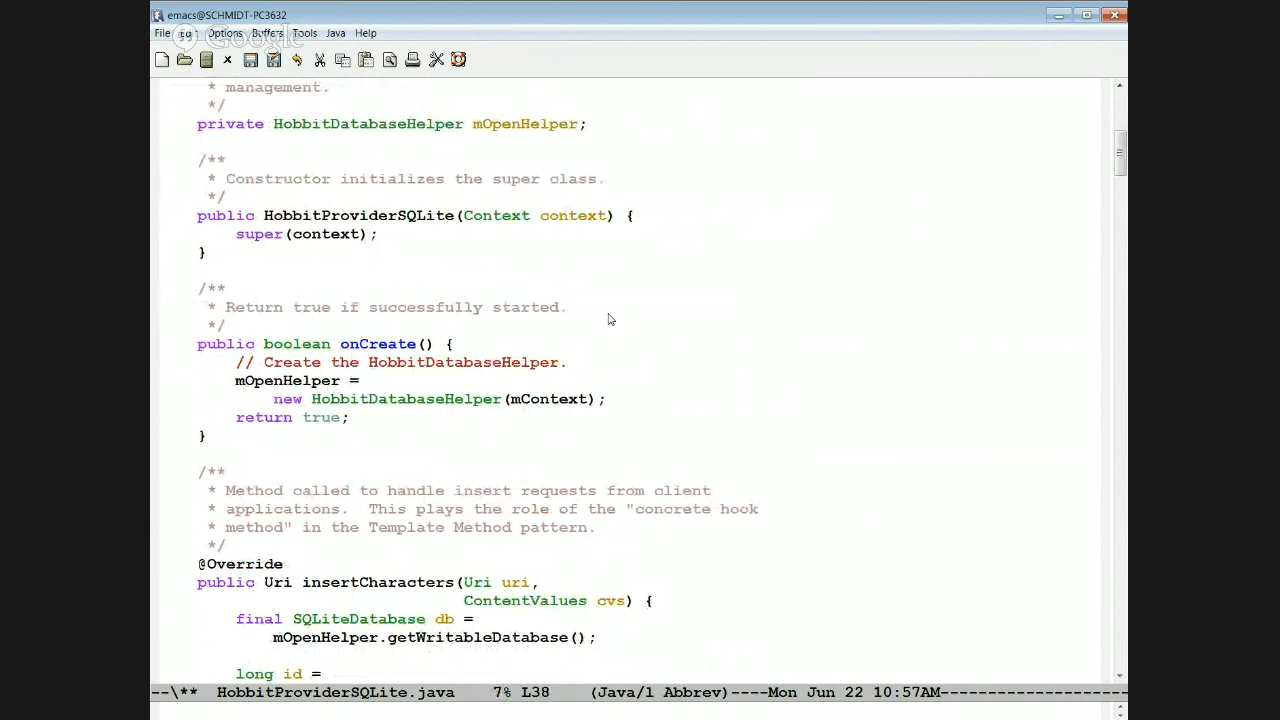 emacs@SCHMIDT-PC3632
File Edit Options Buffers Tools Java Help
Google
* management.
*/
private HobbitDatabaseHelper mOpenHelper;
/**
* Constructor initializes the super class.
*/
public HobbitProviderSQLite(Context context) {
super(context);
}
/**
* Return true if successfully started.
*/
public boolean onCreate() {
// Create the HobbitDatabaseHelper.
mOpenHelper =
new HobbitDatabaseHelper(mContext);
return true;
}
/**
* Method called to handle insert requests from client
* applications.  This plays the role of the "concrete hook
* method" in the Template Method pattern.
*/
@Override
public Uri insertCharacters(Uri uri,
ContentValues cvs) {
final SQLiteDatabase db =
mOpenHelper.getWritableDatabase();
long id =
--\**  HobbitProviderSQLite.java    7% L38    (Java/l Abbrev)----Mon Jun 22 10:57AM--------------------